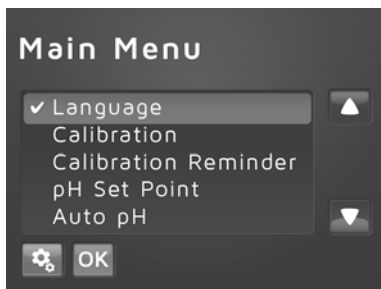 Main Menu
✔ Language
Calibration
Calibration Reminder
pH Set Point
Auto pH
OK